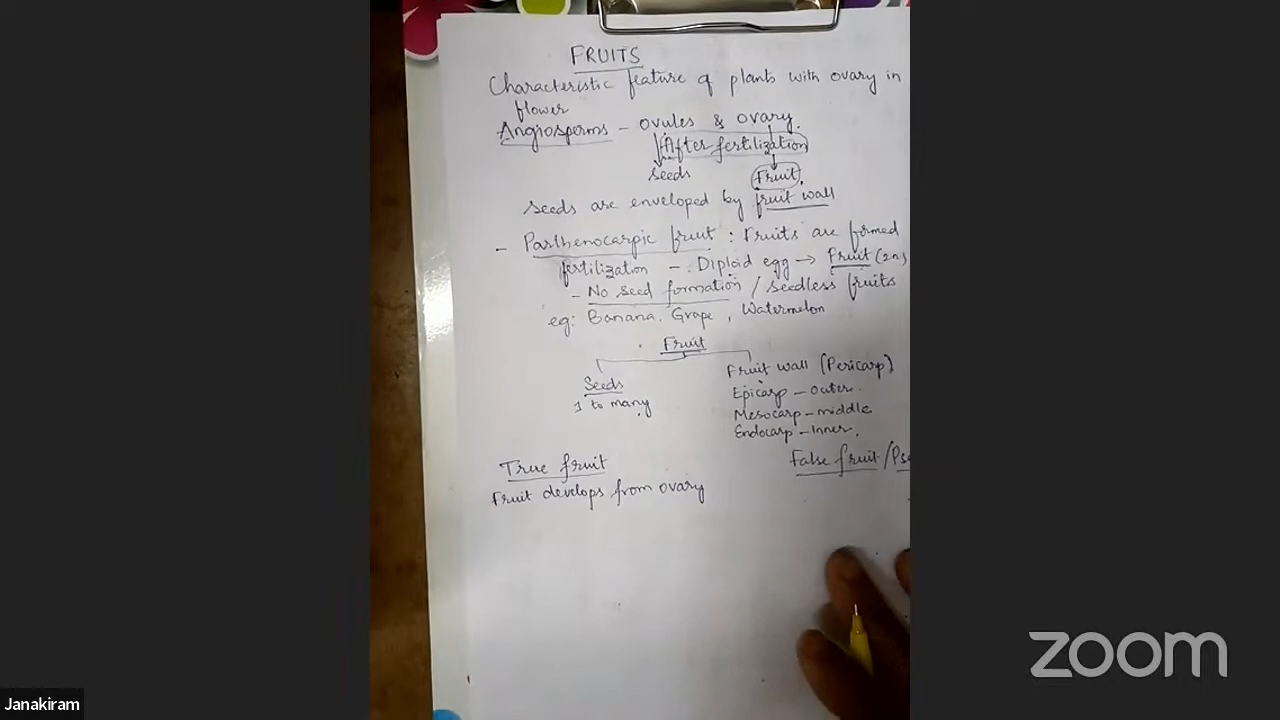 FRUITS
Characteristic feature of plants with ovary in
flower
Angiosperms - ovules & ovary.
After fertilization
seeds Fruit.
seeds are enveloped by fruit wall
- Parthenocarpic fruit : Fruits are formed
fertilization - . Diploid egg → Fruit (2n)
- No seed formation / seedless fruits
eg: Banana. Grape, Watermelon
Fruit
Seeds
1 to many
Fruit wall (Pericarp)
Epicarp - outer.
Mesocarp - middle
Endocarp - Inner.
True fruit
Fruit develops from ovary
False fruit /Pse
zoom
Janakiram